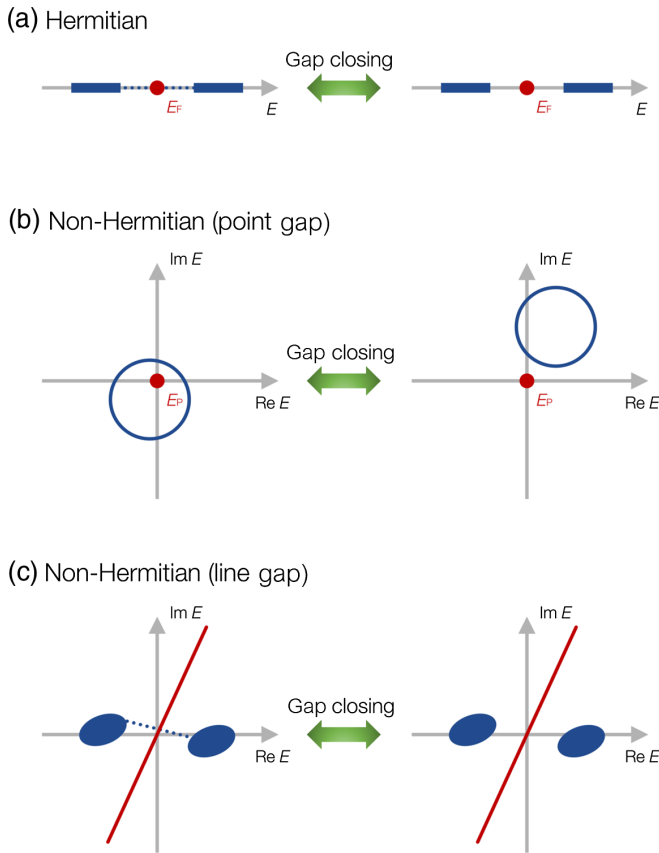 (a) Hermitian
Gap closing
E_F
E
E_F
E
(b) Non-Hermitian (point gap)
Im E
Im E
Gap closing
E_P
Re E
E_P
Re E
(c) Non-Hermitian (line gap)
Im E
Im E
Gap closing
Re E
Re E